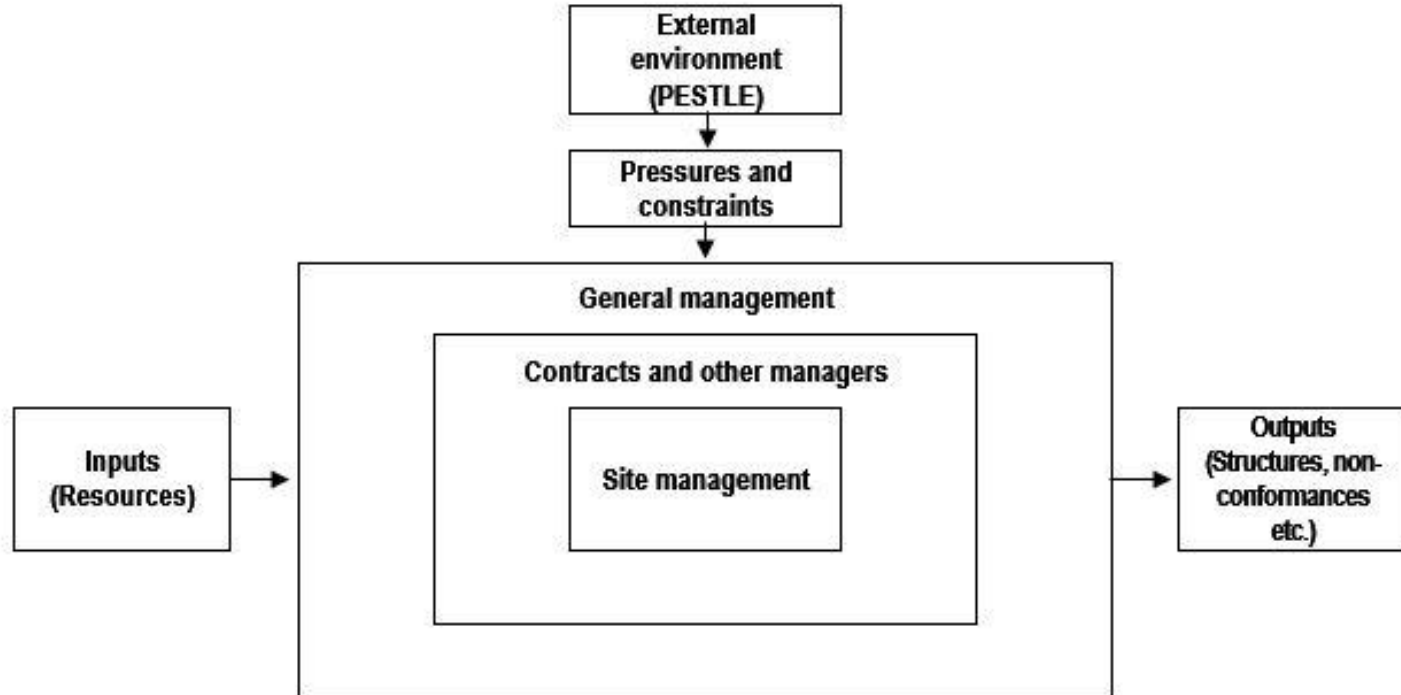 External
environment
(PESTLE)
Pressures and
constraints
General management
Contracts and other managers
Inputs
(Resources)
Site management
Outputs
(Structures, non-
conformances
etc.)